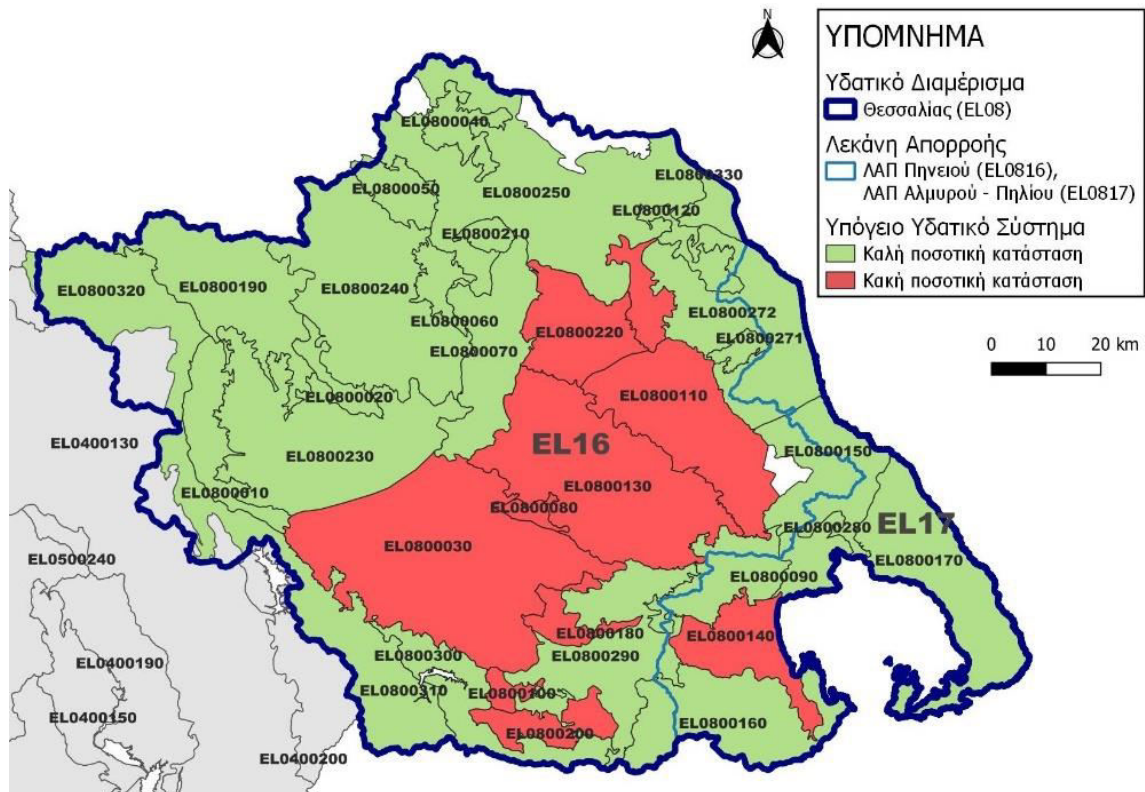 N
ΥΠΟΜΝΗΜΑ
Υδατικό Διαμέρισμα
Θεσσαλίας (EL08)
Λεκάνη Απορροής
ΛΑΠ Πηνειού (EL0816),
ΛΑΠ Αλμυρού - Πηλίου (EL0817)
Υπόγειο Υδατικό Σύστημα
Καλή ποσοτική κατάσταση
Κακή ποσοτική κατάσταση
0 10 20 km
EL0800040
EL0800330
EL0800050
EL0800250
EL0800120
EL0800210
EL0800320
EL0800190
EL0800240
EL0800272
EL0800060
EL0800220
EL0800271
EL0800070
EL0800020
EL0800110
EL0400130
EL16
EL0800150
EL0800230
EL0800010
EL0800130
EL0800080
EL0800280
EL17
EL0800030
EL0500240
EL0800170
EL0800090
EL0800180
EL0800140
EL0800300
EL0800290
EL0400190
EL0800310
EL0800100
EL0400150
EL0800160
EL0800200
EL0400200